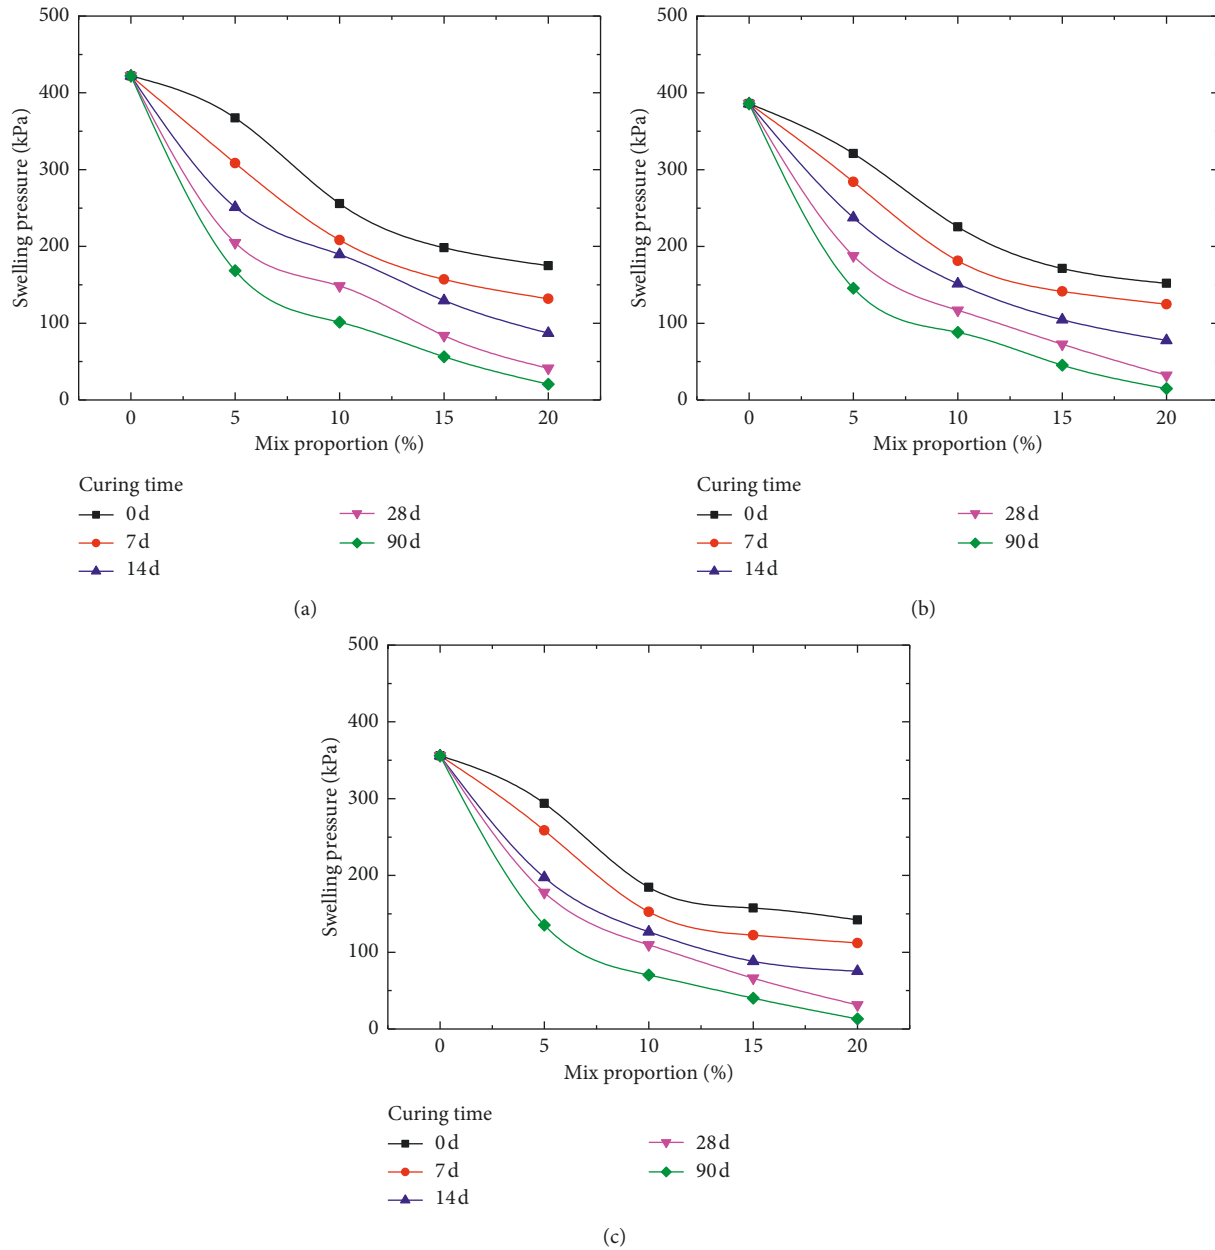 500
400
300
200
100
0
Swelling pressure (kPa)
0 5 10 15 20
Mix proportion (%)
Curing time
0 d
7 d
14 d
28 d
90 d
(a)
500
400
300
200
100
0
Swelling pressure (kPa)
0 5 10 15 20
Mix proportion (%)
Curing time
0 d
7 d
14 d
28 d
90 d
(b)
500
400
300
200
100
0
Swelling pressure (kPa)
0 5 10 15 20
Mix proportion (%)
Curing time
0 d
7 d
14 d
28 d
90 d
(c)